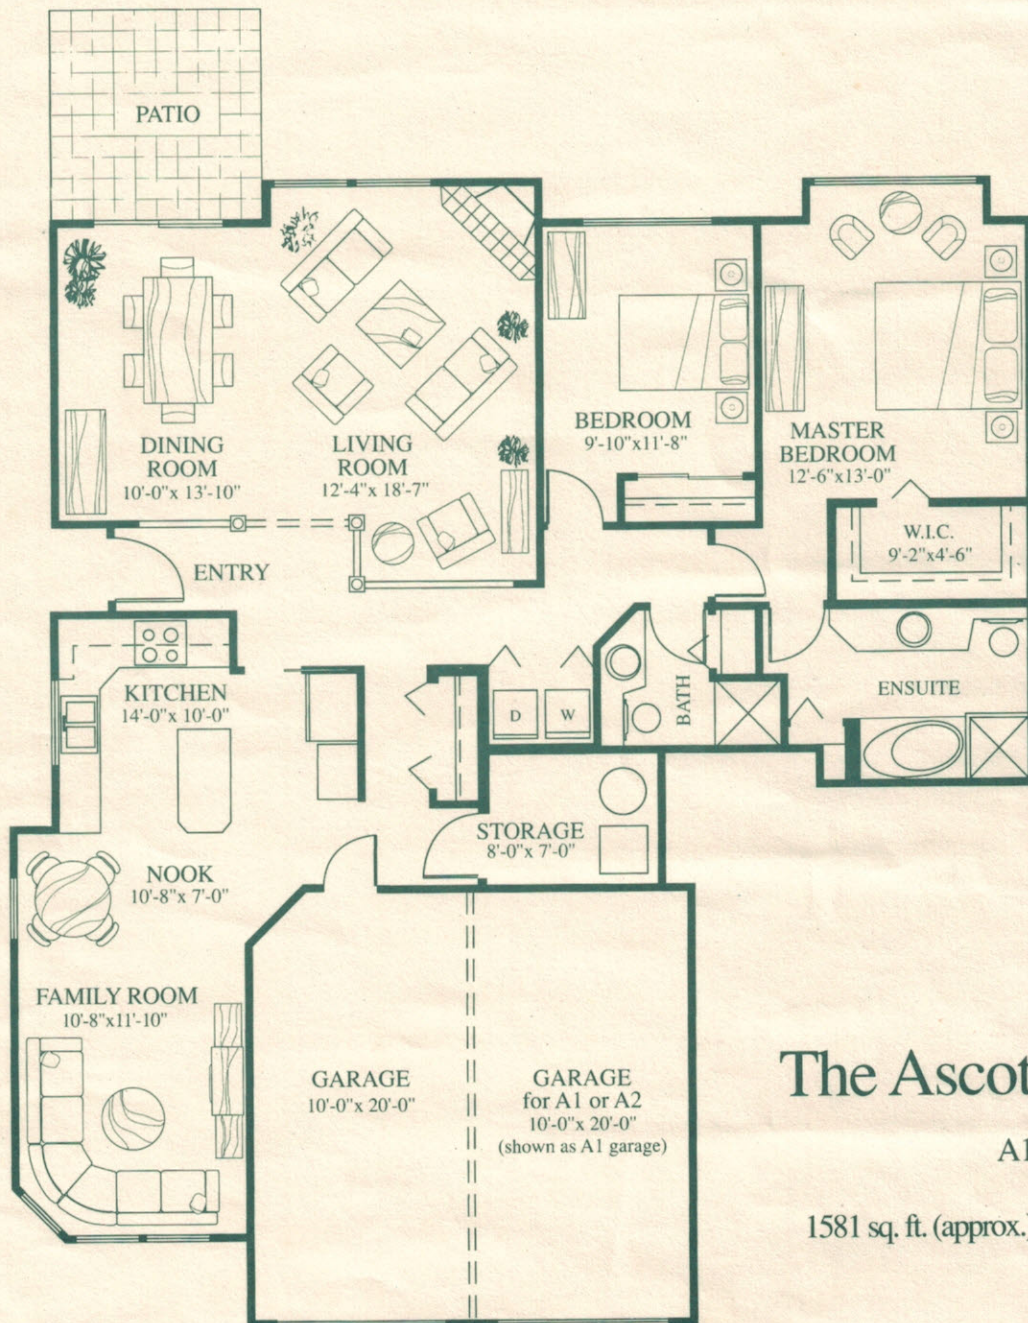 PATIO
DINING
ROOM
10'-0"x 13'-10"
LIVING
ROOM
12'-4"x 18'-7"
BEDROOM
9'-10"x11'-8"
MASTER
BEDROOM
12'-6"x13'-0"
W.I.C.
9'-2"x4'-6"
ENTRY
KITCHEN
14'-0"x 10'-0"
D
W
BATH
ENSUITE
STORAGE
8'-0"x 7'-0"
NOOK
10'-8"x 7'-0"
FAMILY ROOM
10'-8"x11'-10"
GARAGE
10'-0"x 20'-0"
GARAGE
for A1 or A2
10'-0"x 20'-0"
(shown as A1 garage)
The Ascot
A1
1581 sq. ft. (approx.)